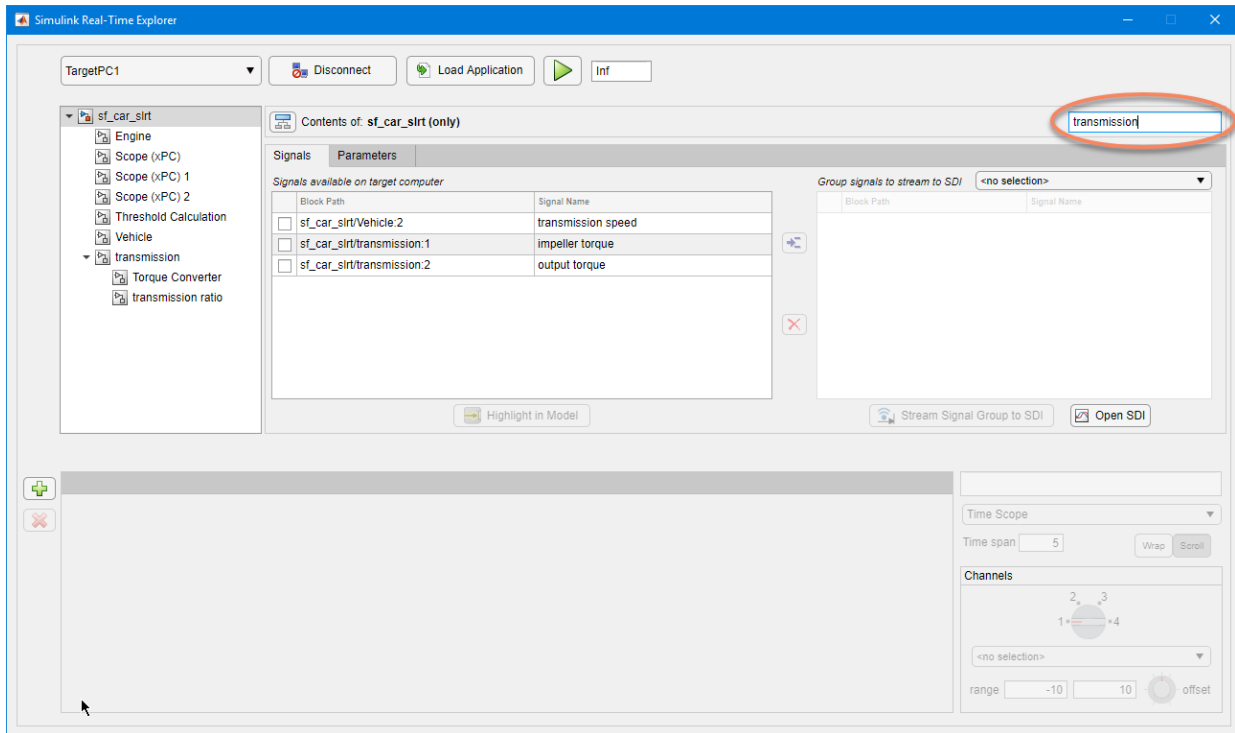 Simulink Real-Time Explorer
TargetPC1
Disconnect
Load Application
Inf
sf_car_slrt
Engine
Scope (xPC)
Scope (xPC) 1
Scope (xPC) 2
Threshold Calculation
Vehicle
transmission
Torque Converter
transmission ratio
Contents of: sf_car_slrt (only)
transmission
Signals Parameters
Signals available on target computer
Block Path Signal Name
sf_car_slrt/Vehicle:2 transmission speed
sf_car_slrt/transmission:1 impeller torque
sf_car_slrt/transmission:2 output torque
Highlight in Model
Group signals to stream to SDI <no selection>
Block Path Signal Name
Stream Signal Group to SDI Open SDI
Time Scope
Time span 5 Wrap Scroll
Channels
2 3
1 4
<no selection>
range -10 10 offset